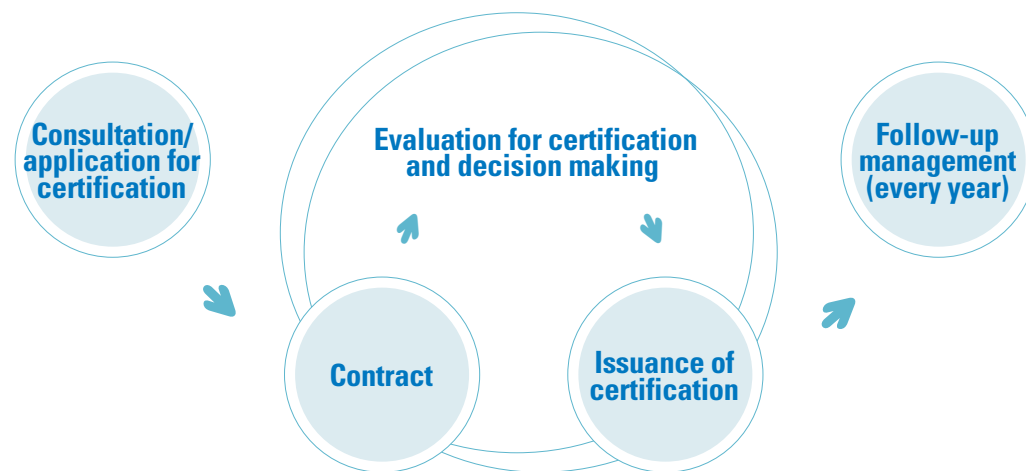 Consultation/
application for
certification
Contract
Evaluation for certification
and decision making
Issuance of
certification
Follow-up
management
(every year)